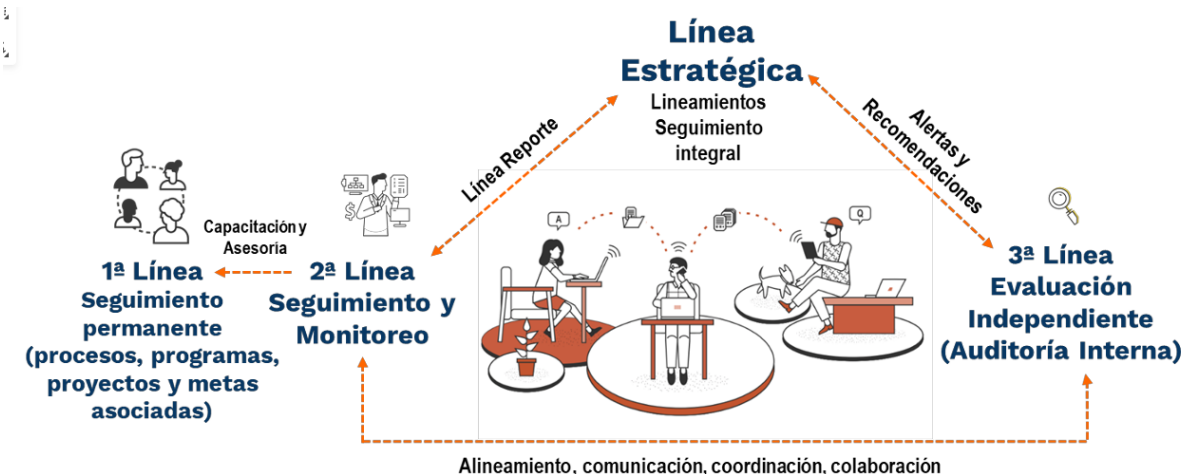 Línea
Estratégica
Lineamientos
Seguimiento
integral
Línea Reporte
Alertas y
Recomendaciones
Capacitación y
Asesoría
1ª Línea
Seguimiento
permanente
(procesos, programas,
proyectos y metas
asociadas)
2ª Línea
Seguimiento y
Monitoreo
A
Q
3ª Línea
Evaluación
Independiente
(Auditoría Interna)
Alineamiento, comunicación, coordinación, colaboración